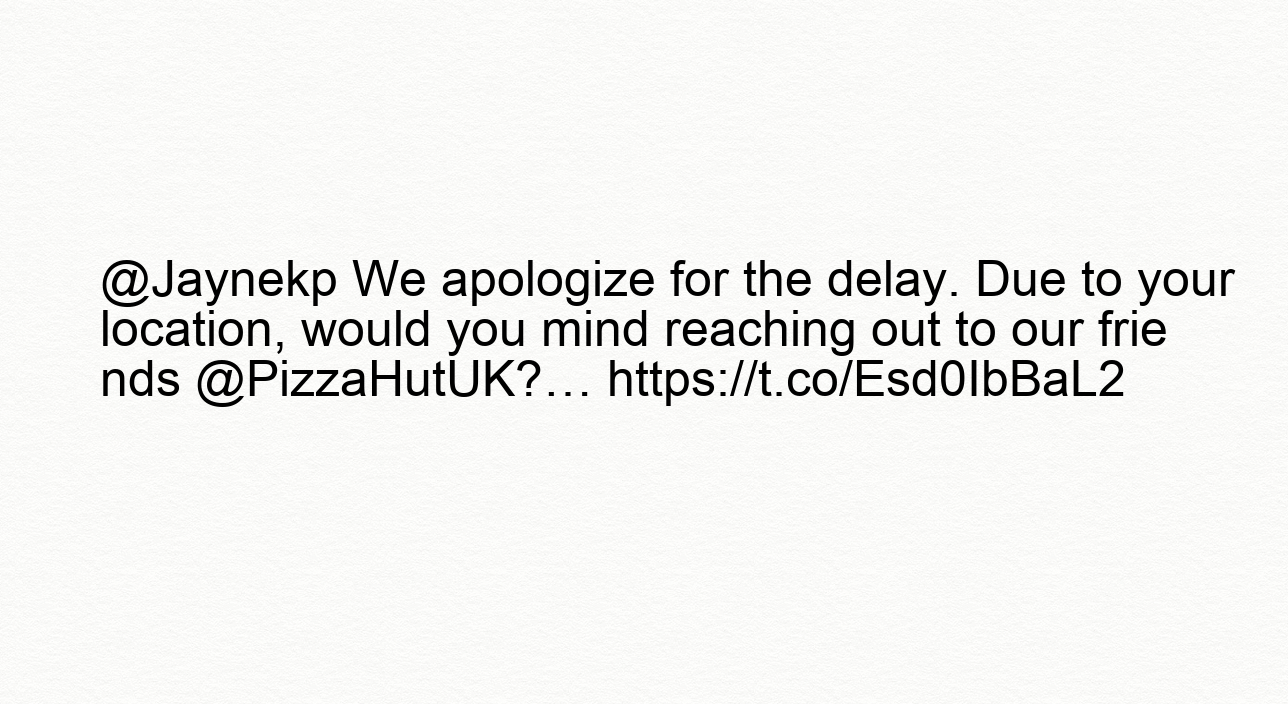 @Jaynekp We apologize for the delay. Due to your
location, would you mind reaching out to our frie
nds @PizzaHutUK?… https://t.co/Esd0IbBaL2